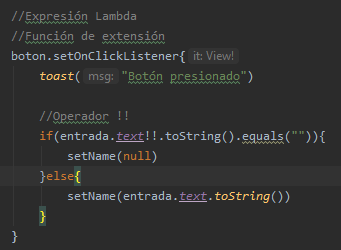 //Expresión Lambda
//Función de extensión
boton.setOnClickListener{ it: View!
toast( msg: "Botón presionado")
//Operador !!
if(entrada.text!!.toString().equals("")){
setName(null)
}else{
setName(entrada.text.toString())
}
}